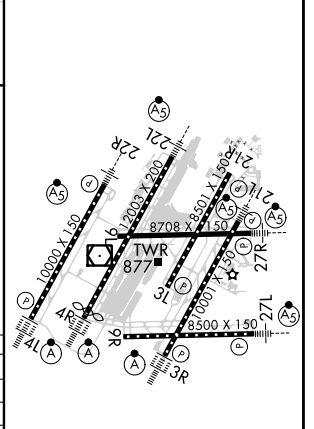 A5
22L
22R
A5
P
12003 X 200
21R
8501 X 150
P
A5
21L
A5
10000 X 150
9L
8708 X 150
P
TWR
877
27R
3L
P
P
4R
10001 X 150
27L
A5
4L
A
A
9R
8500 X 150
P
A
P
3R